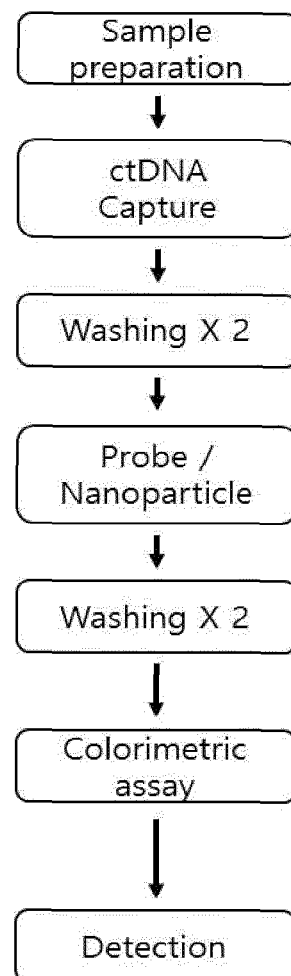 Sample
preparation
ctDNA
Capture
Washing X 2
Probe /
Nanoparticle
Washing X 2
Colorimetric
assay
Detection